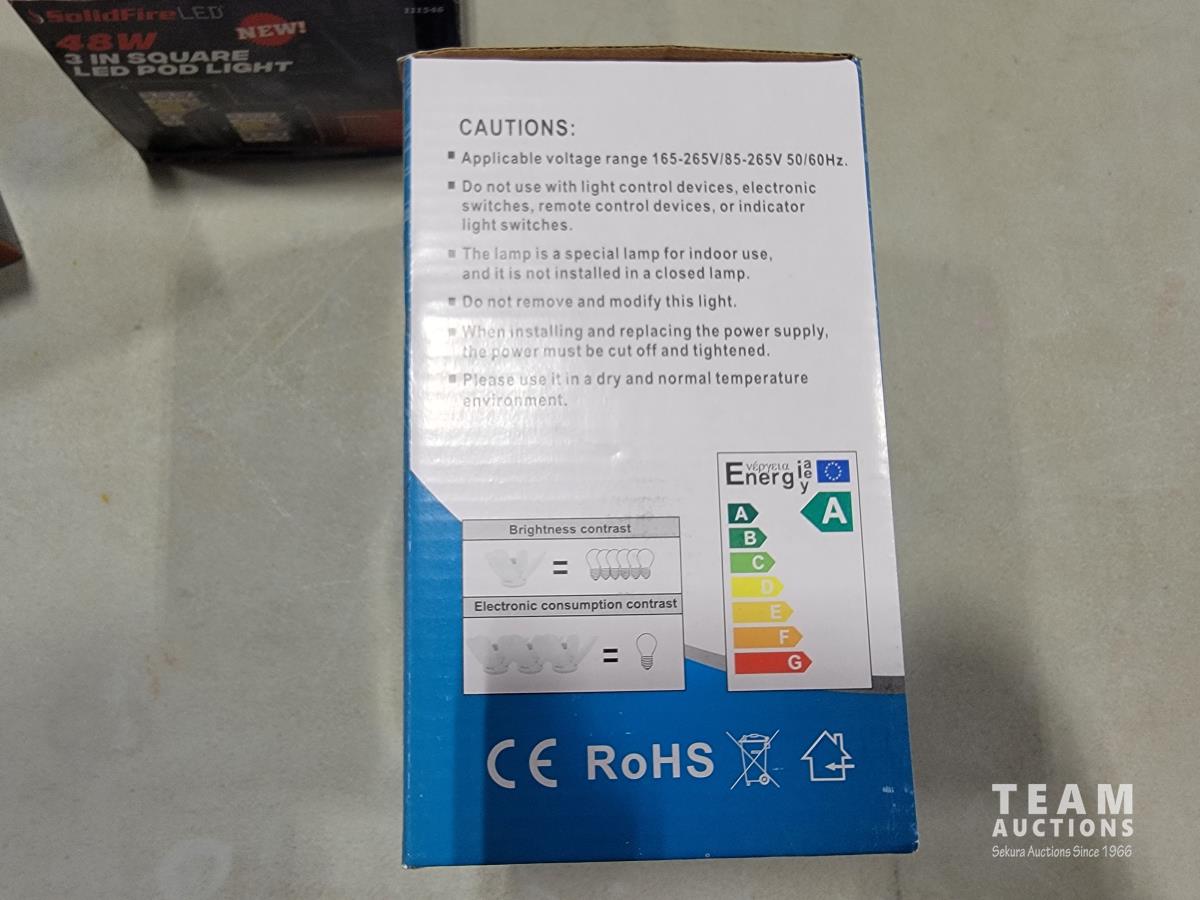 SolidFireLED
111546
48W
NEW!
3 IN SQUARE
LED POD LIGHT
CAUTIONS:
Applicable voltage range 165-265V/85-265V 50/60Hz.
Do not use with light control devices, electronic
switches, remote control devices, or indicator
light switches.
The lamp is a special lamp for indoor use,
and it is not installed in a closed lamp.
Do not remove and modify this light.
When installing and replacing the power supply,
the power must be cut off and tightened.
Please use it in a dry and normal temperature
environment.
Energ
νέργεια
ia
ey
A
A
B
C
D
E
F
G
Brightness contrast
=
Electronic consumption contrast
=
CE RoHS
TEAM
AUCTIONS
Sekura Auctions Since 1966